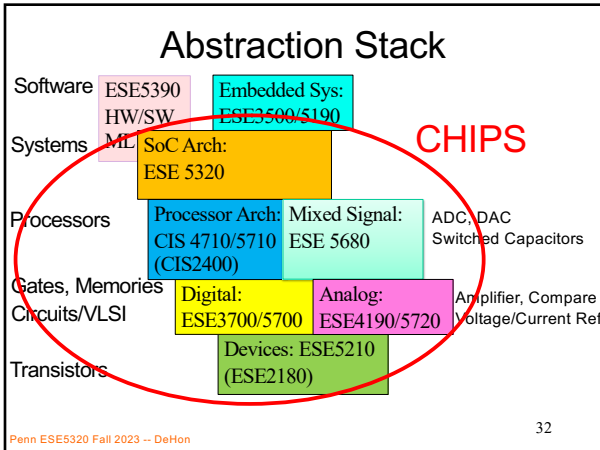 Abstraction Stack
Software
ESE5390
HW/SW
ML
Embedded Sys:
ESE3500/5190
CHIPS
Systems
SoC Arch:
ESE 5320
Processors
Processor Arch:
CIS 4710/5710
(CIS2400)
Mixed Signal:
ESE 5680
ADC, DAC
Switched Capacitors
Gates, Memories
Circuits/VLSI
Digital:
ESE3700/5700
Analog:
ESE4190/5720
Amplifier, Compare
Voltage/Current Ref
Transistors
Devices: ESE5210
(ESE2180)
Penn ESE5320 Fall 2023 -- DeHon
32